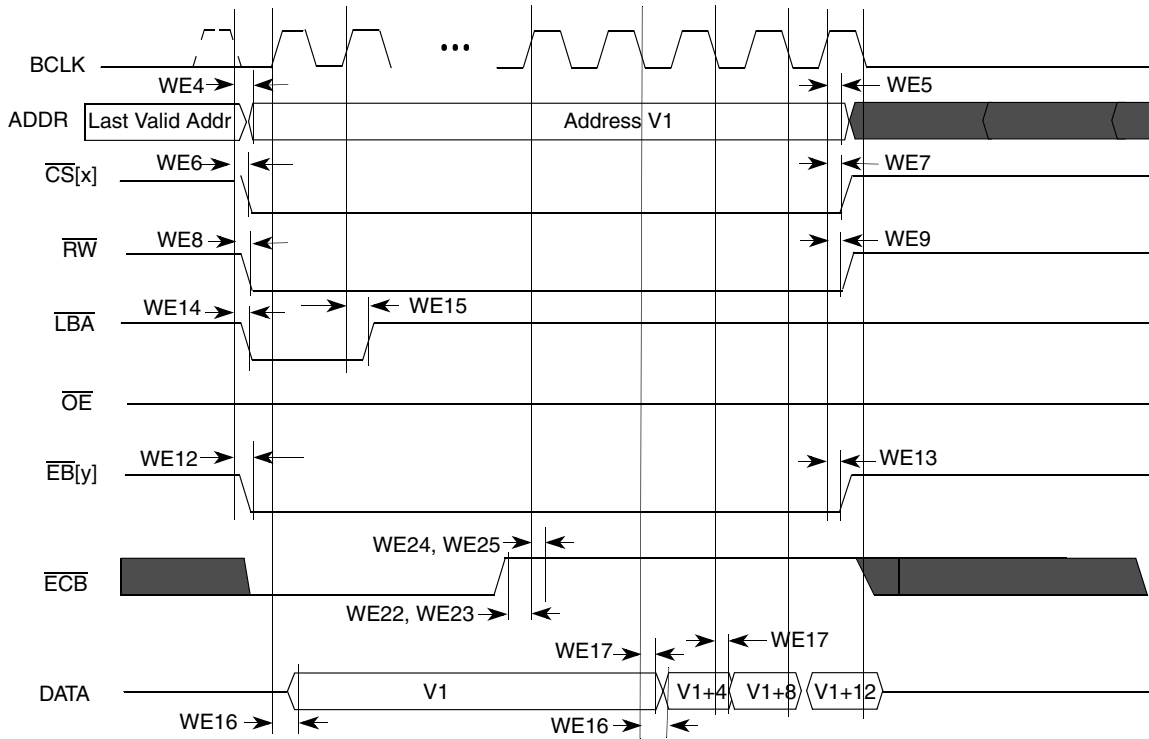 •••
BCLK
WE4
WE5
ADDR
Last Valid Addr
Address V1
WE6
WE7
CS[x]
WE8
WE9
RW
WE14
WE15
LBA
OE
WE12
WE13
EB[y]
WE24, WE25
ECB
WE22, WE23
WE17
WE17
DATA
V1
V1+4
V1+8
V1+12
WE16
WE16